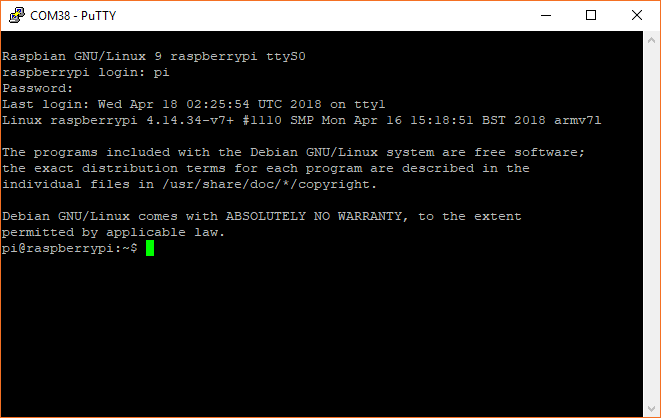 COM38 - PuTTY
Raspbian GNU/Linux 9 raspberrypi ttyS0
raspberrypi login: pi
Password:
Last login: Wed Apr 18 02:25:54 UTC 2018 on tty1
Linux raspberrypi 4.14.34-v7+ #1110 SMP Mon Apr 16 15:18:51 BST 2018 armv7l
The programs included with the Debian GNU/Linux system are free software;
the exact distribution terms for each program are described in the
individual files in /usr/share/doc/*/copyright.
Debian GNU/Linux comes with ABSOLUTELY NO WARRANTY, to the extent
permitted by applicable law.
pi@raspberrypi:~$